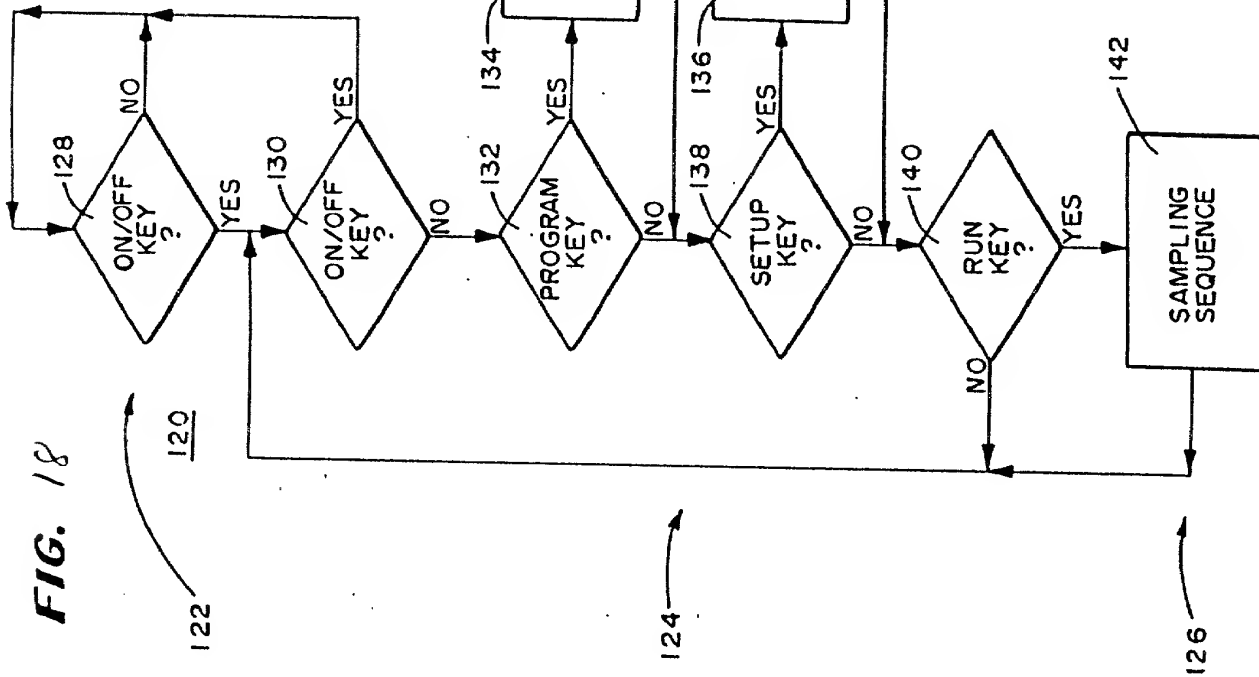 FIG. 18
120
122
124
126
128
ON/OFF
KEY
?
NO
YES
130
ON/OFF
KEY
?
YES
NO
132
PROGRAM
KEY
?
YES
NO
134
138
SETUP
KEY
?
YES
NO
136
140
RUN
KEY
?
NO
YES
142
SAMPLING
SEQUENCE